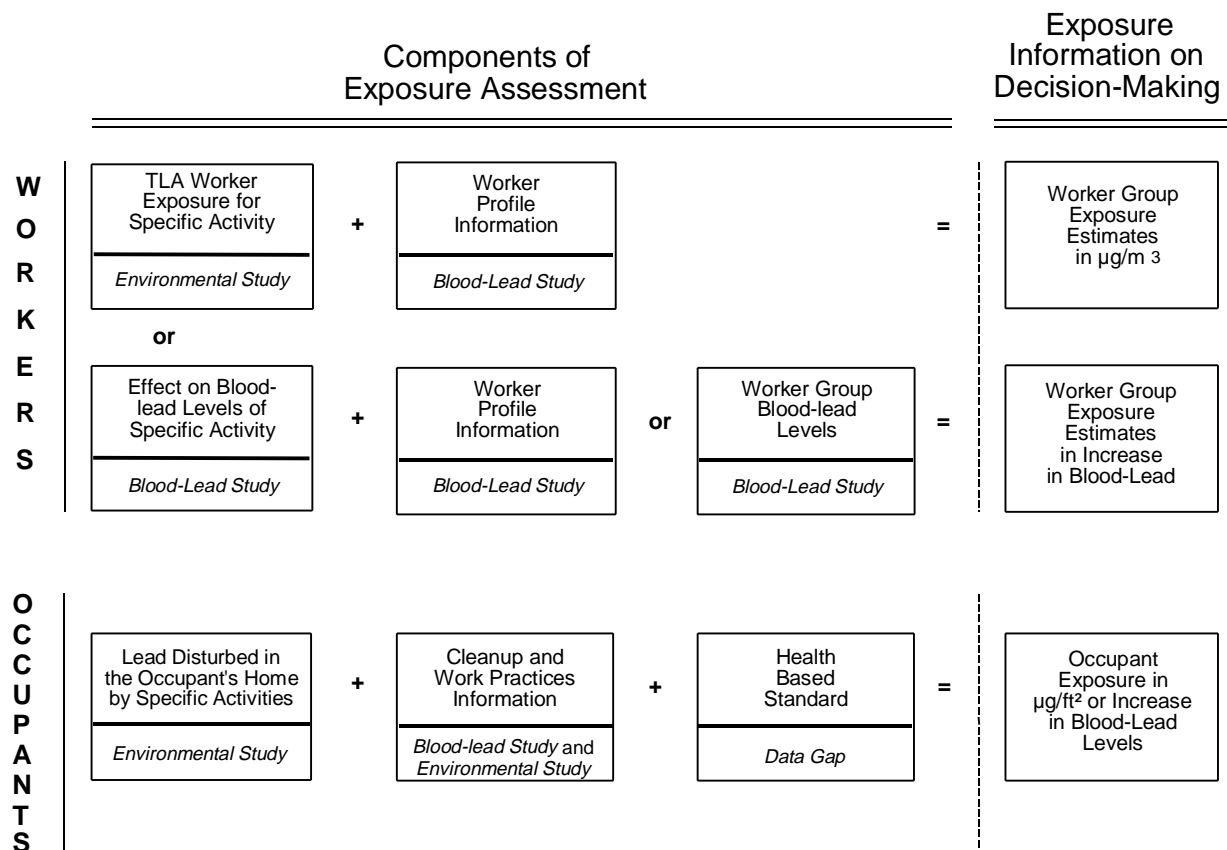 Components of
Exposure Assessment
Exposure
Information on
Decision-Making
WORKERS
TLA Worker
Exposure for
Specific Activity
Environmental Study
+
Worker
Profile
Information
Blood-Lead Study
=
Worker Group
Exposure
Estimates
in µg/m 3
or
Effect on Blood-
lead Levels of
Specific Activity
Blood-Lead Study
+
Worker
Profile
Information
Blood-Lead Study
or
Worker Group
Blood-lead
Levels
Blood-Lead Study
=
Worker Group
Exposure
Estimates
in Increase
in Blood-Lead
OCCUPANTS
Lead Disturbed in
the Occupant's Home
by Specific Activities
Environmental Study
+
Cleanup and
Work Practices
Information
Blood-lead Study and
Environmental Study
+
Health
Based
Standard
Data Gap
=
Occupant
Exposure in
µg/ft² or Increase
in Blood-Lead
Levels